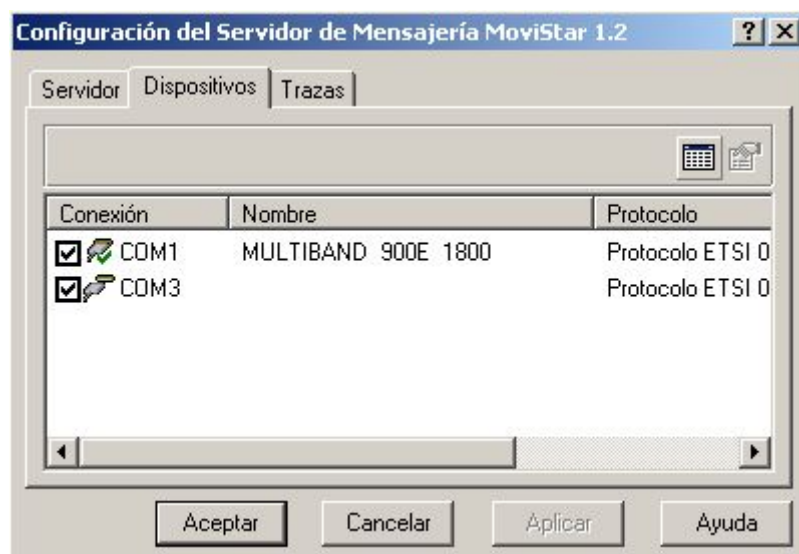 Configuración del Servidor de Mensajería MoviStar 1.2
Servidor Dispositivos Trazas
Conexión Nombre Protocolo
COM1 MULTIBAND 900E 1800 Protocolo ETSI 0
COM3 Protocolo ETSI 0
Aceptar Cancelar Aplicar Ayuda